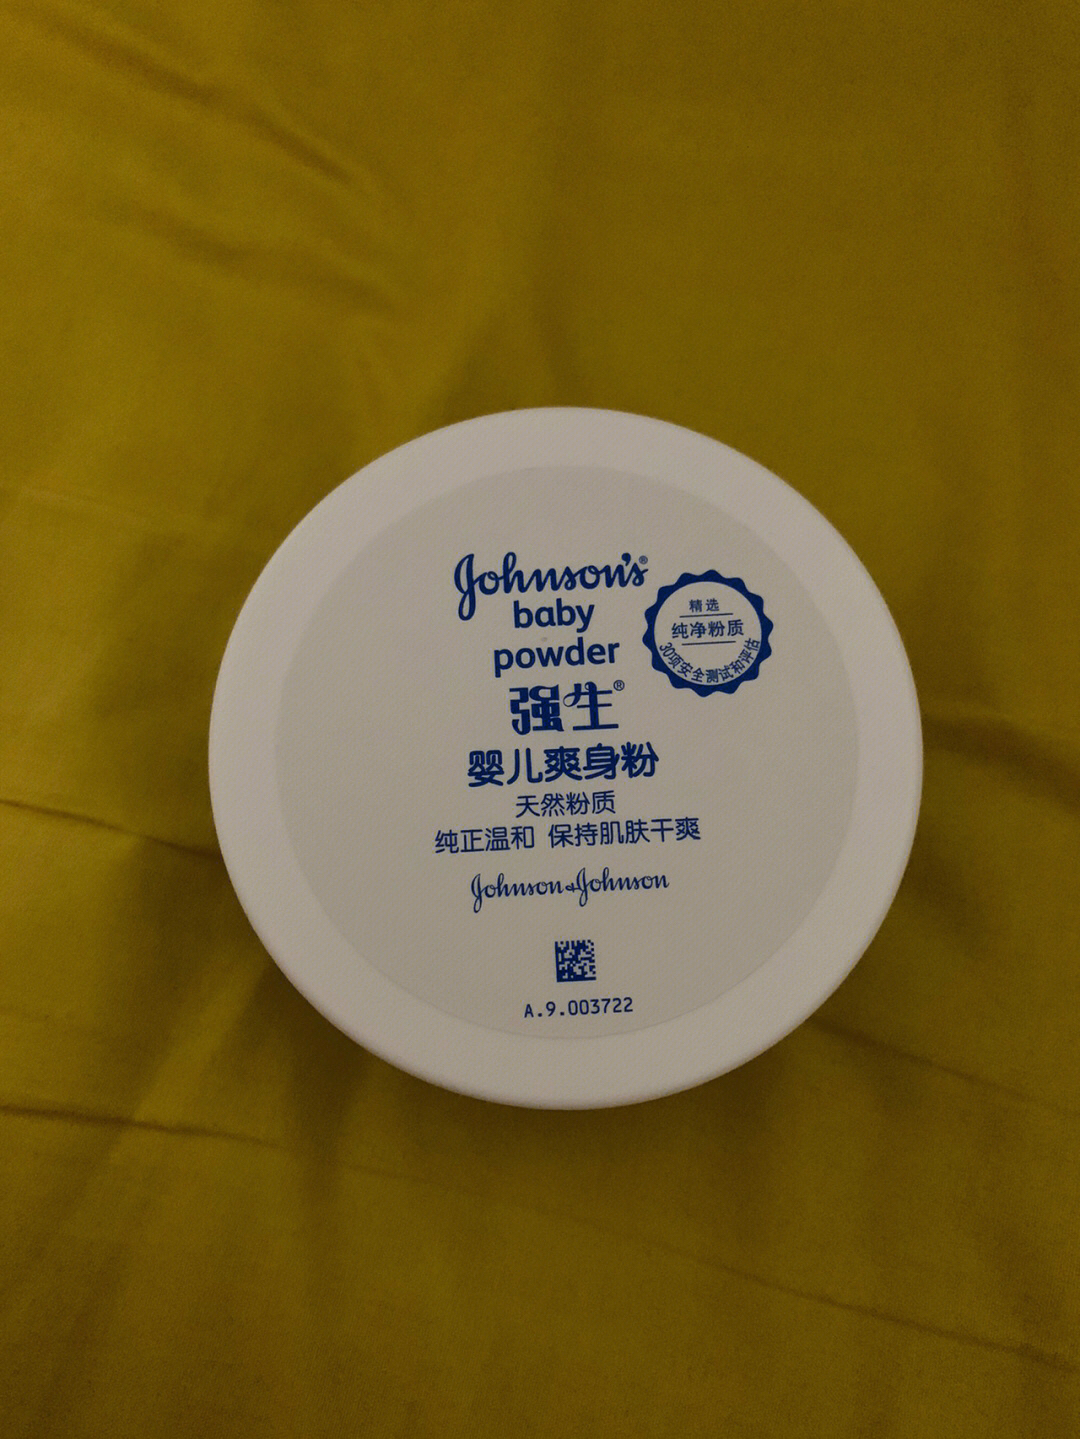 Johnson's®
baby
powder
强生®
婴儿爽身粉
天然粉质
纯正温和 保持肌肤干爽
Johnson & Johnson
A.9.003722
精选
纯净粉质
30项安全测试和评估